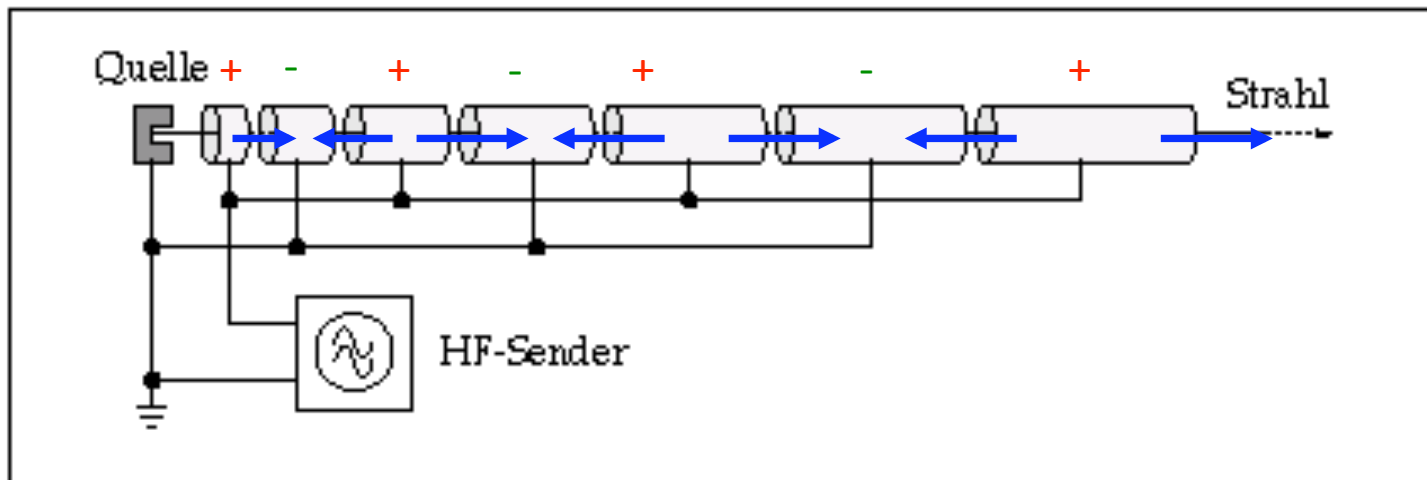 Quelle + - + - + - +
Strahl
HF-Sender